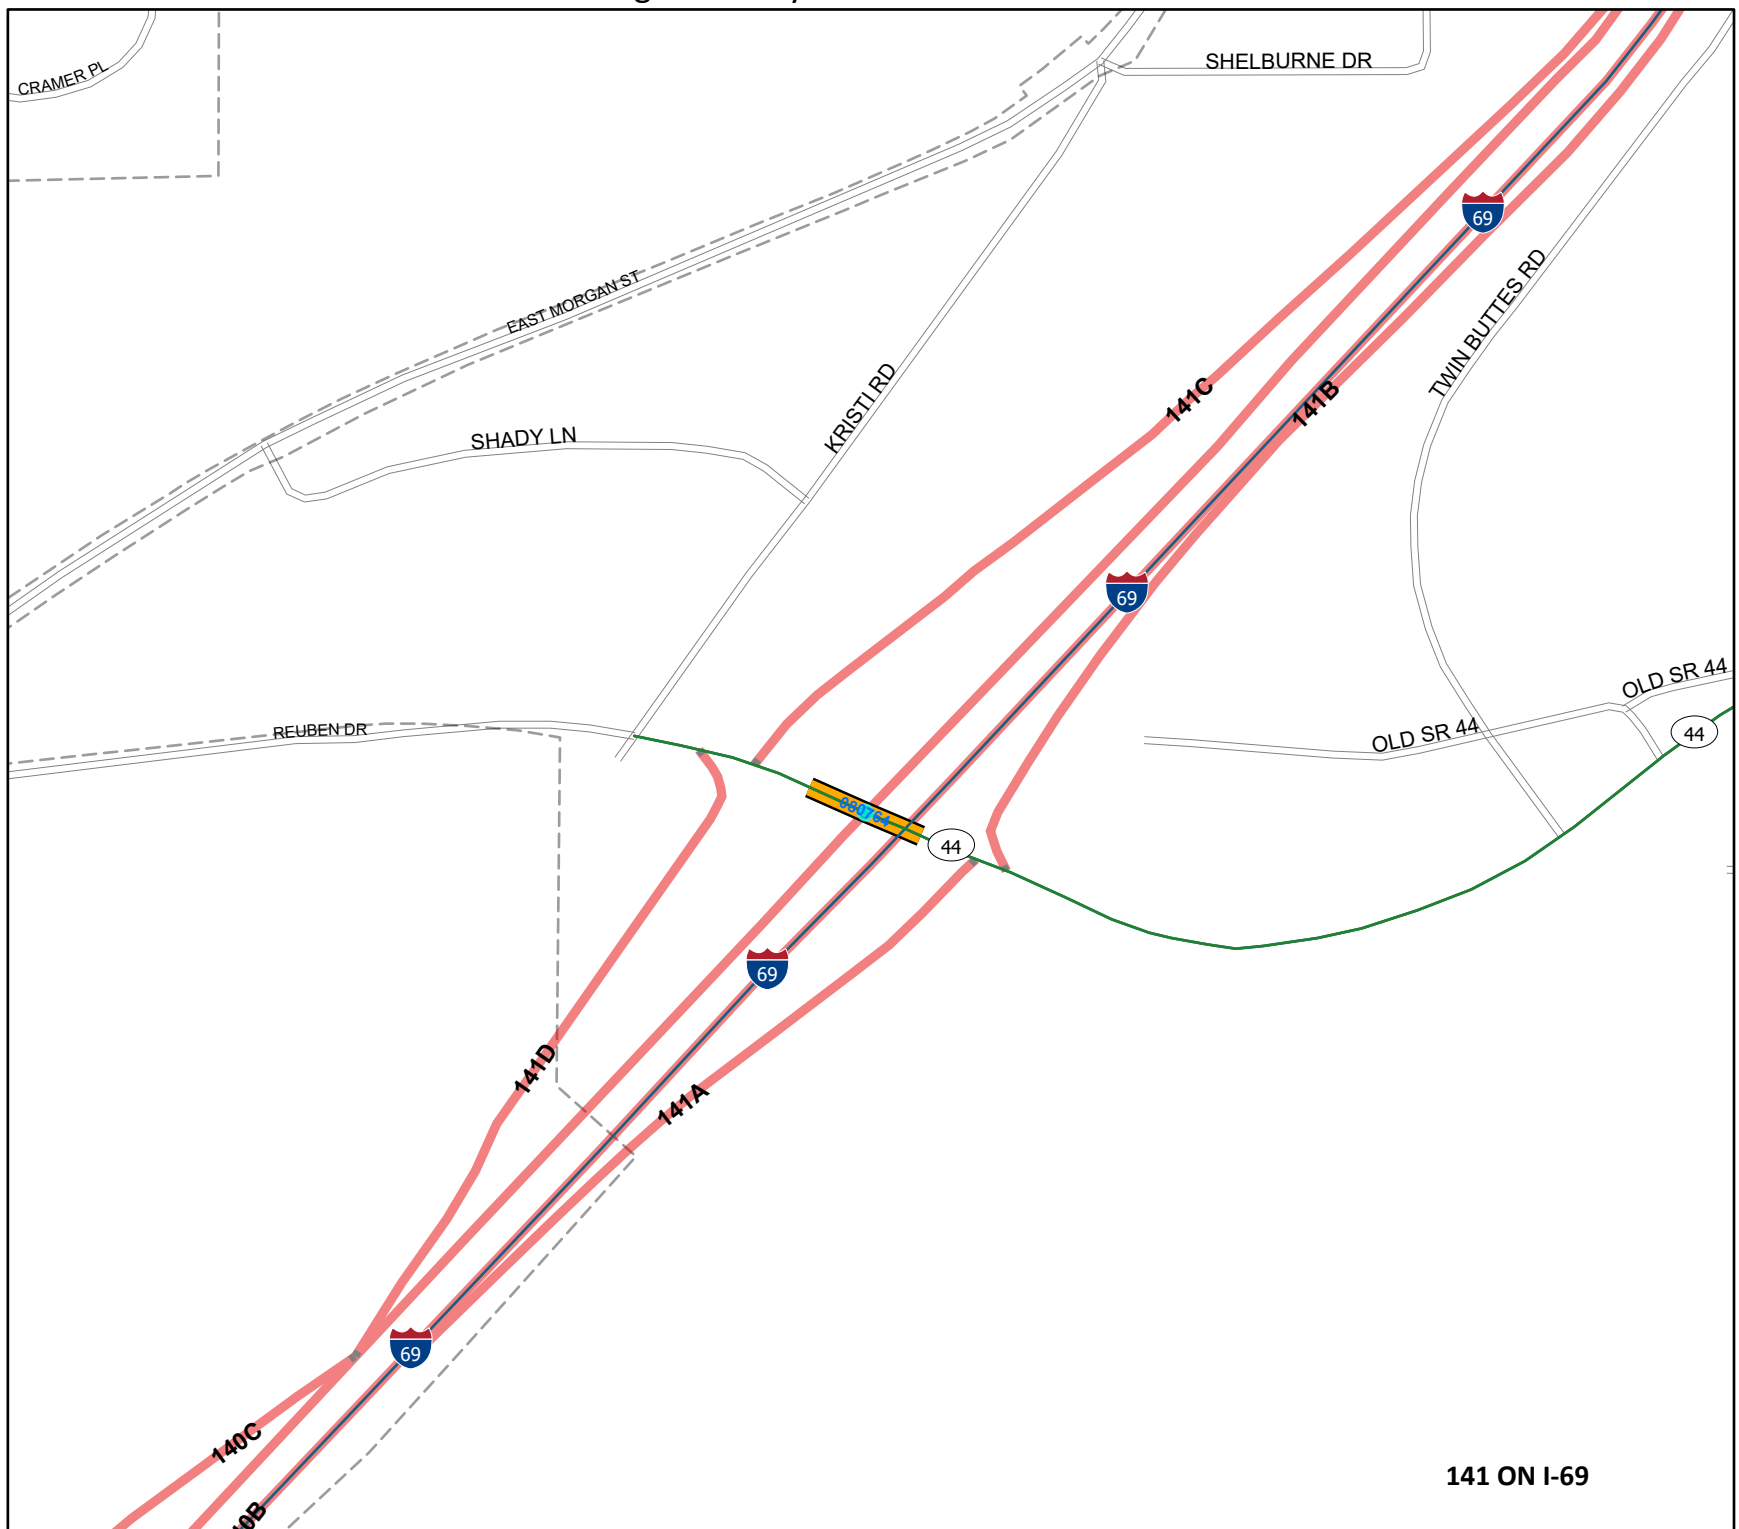 CRAMER PL
SHELBURNE DR
69
EAST MORGAN ST
TWIN BUTTES RD
KRISTI RD
141C
141B
SHADY LN
69
OLD SR 44
REUBEN DR
OLD SR 44
44
080764
44
69
141D
141A
69
140C
141 ON I-69